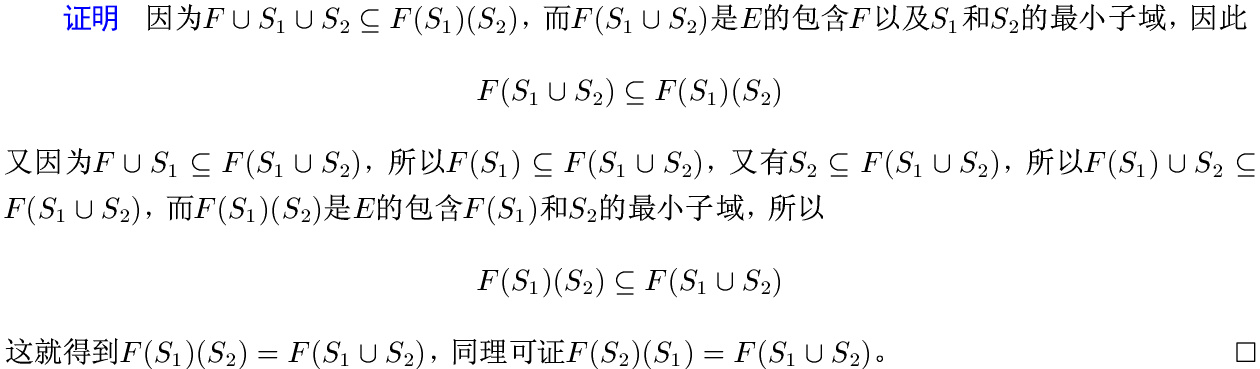 证明 因为F ∪ S₁ ∪ S₂ ⊆ F(S₁)(S₂)，而F(S₁ ∪ S₂)是E的包含F以及S₁和S₂的最小子域，因此
F(S₁ ∪ S₂) ⊆ F(S₁)(S₂)
又因为F ∪ S₁ ⊆ F(S₁ ∪ S₂)，所以F(S₁) ⊆ F(S₁ ∪ S₂)，又有S₂ ⊆ F(S₁ ∪ S₂)，所以F(S₁) ∪ S₂ ⊆
F(S₁ ∪ S₂)，而F(S₁)(S₂)是E的包含F(S₁)和S₂的最小子域，所以
F(S₁)(S₂) ⊆ F(S₁ ∪ S₂)
这就得到F(S₁)(S₂) = F(S₁ ∪ S₂)，同理可证F(S₂)(S₁) = F(S₁ ∪ S₂)。 □